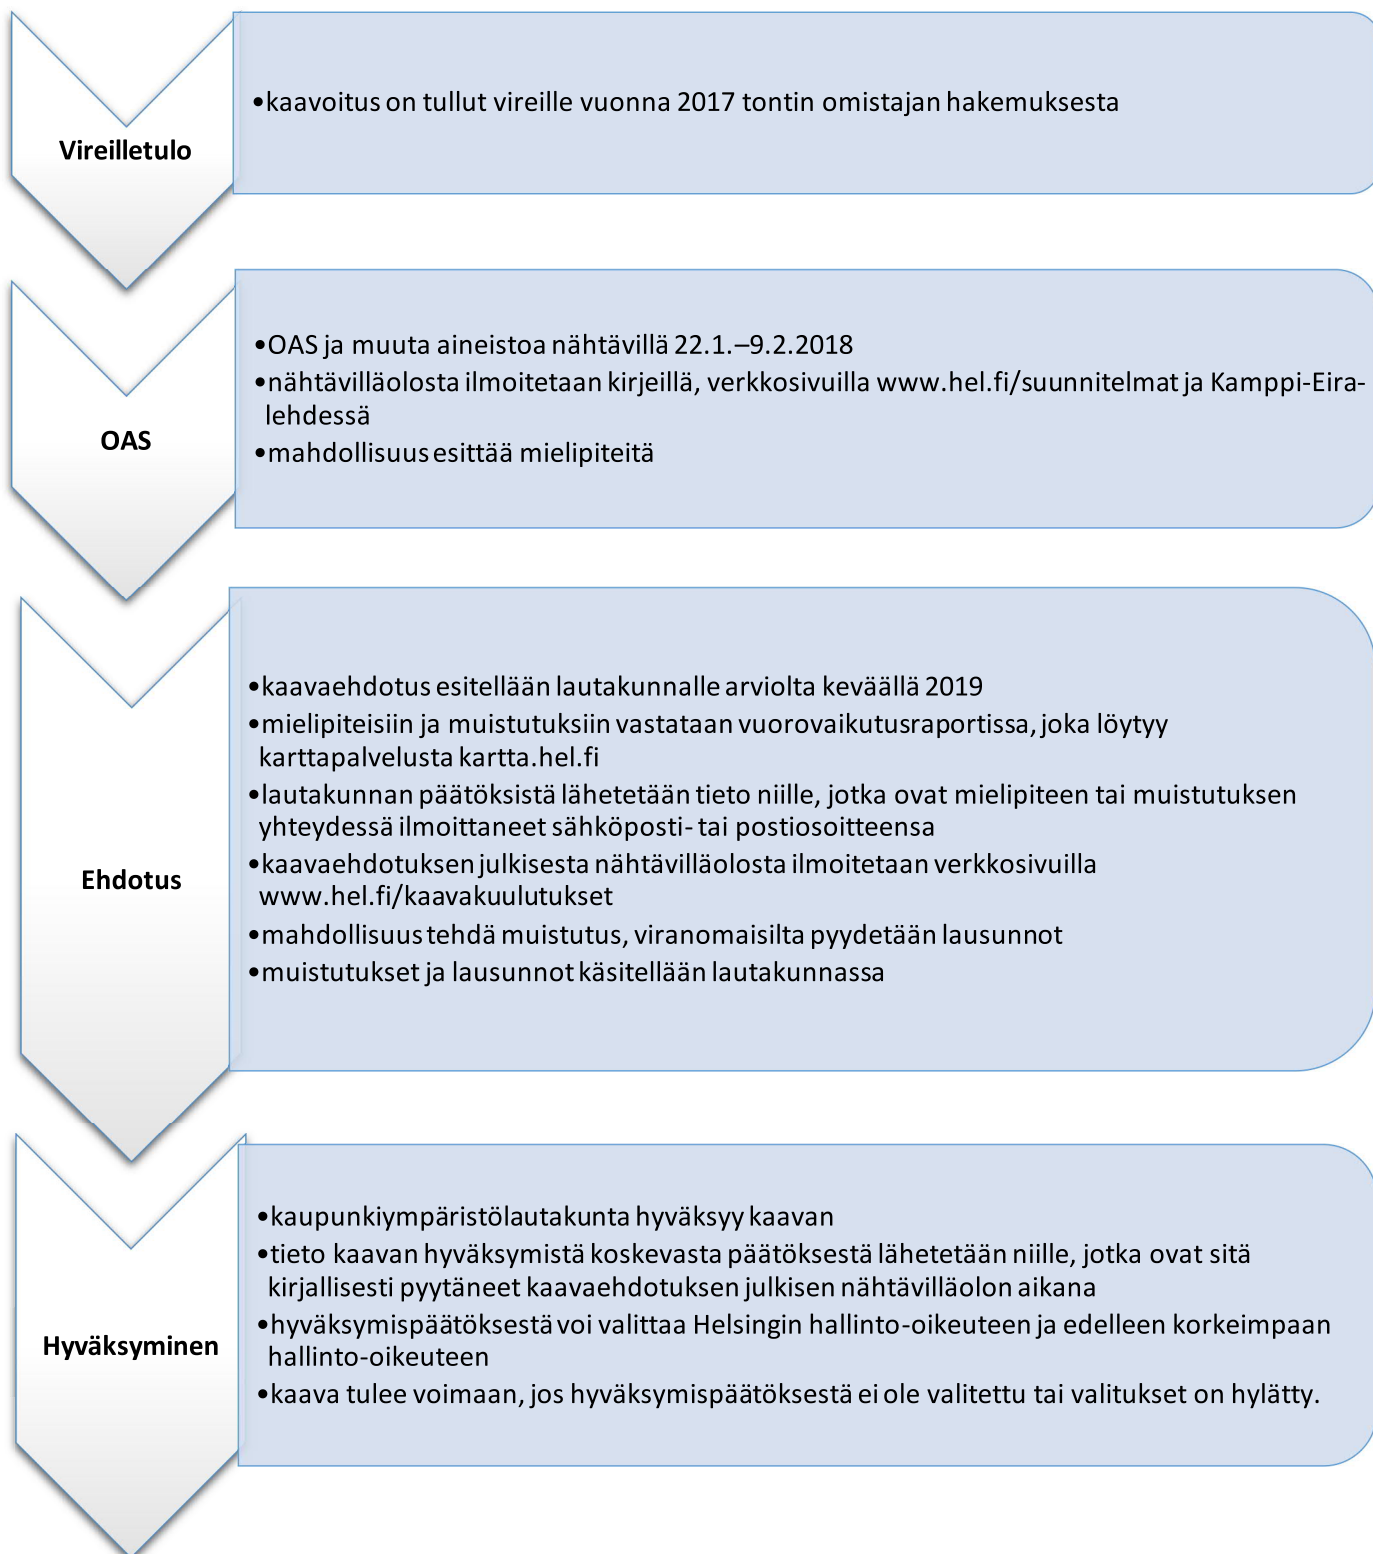 Vireilletulo
•kaavoitus on tullut vireille vuonna 2017 tontin omistajan hakemuksesta
OAS
•OAS ja muuta aineistoa nähtävillä 22.1.–9.2.2018
•nähtävilläolosta ilmoitetaan kirjeillä, verkkosivuilla www.hel.fi/suunnitelmat ja Kamppi-Eira-
lehdessä
•mahdollisuus esittää mielipiteitä
Ehdotus
•kaavaehdotus esitellään lautakunnalle arviolta keväällä 2019
•mielipiteisiin ja muistutuksiin vastataan vuorovaikutusraportissa, joka löytyy
karttapalvelusta kartta.hel.fi
•lautakunnan päätöksistä lähetetään tieto niille, jotka ovat mielipiteen tai muistutuksen
yhteydessä ilmoittaneet sähköposti- tai postiosoitteensa
•kaavaehdotuksen julkisesta nähtävilläolosta ilmoitetaan verkkosivuilla
www.hel.fi/kaavakuulutukset
•mahdollisuus tehdä muistutus, viranomaisilta pyydetään lausunnot
•muistutukset ja lausunnot käsitellään lautakunnassa
Hyväksyminen
•kaupunkiympäristölautakunta hyväksyy kaavan
•tieto kaavan hyväksymistä koskevasta päätöksestä lähetetään niille, jotka ovat sitä
kirjallisesti pyytäneet kaavaehdotuksen julkisen nähtävilläolon aikana
•hyväksymispäätöksestä voi valittaa Helsingin hallinto-oikeuteen ja edelleen korkeimpaan
hallinto-oikeuteen
•kaava tulee voimaan, jos hyväksymispäätöksestä ei ole valitettu tai valitukset on hylätty.